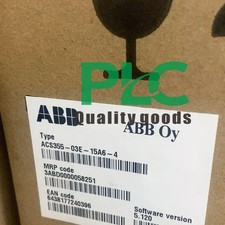 PLC
Quality goods
ABB
ABB Oy
Type
ACS355-03E-15A6-4
MRP code
3ABD0000058251
EAN code
6438177240396
Software version
5.120